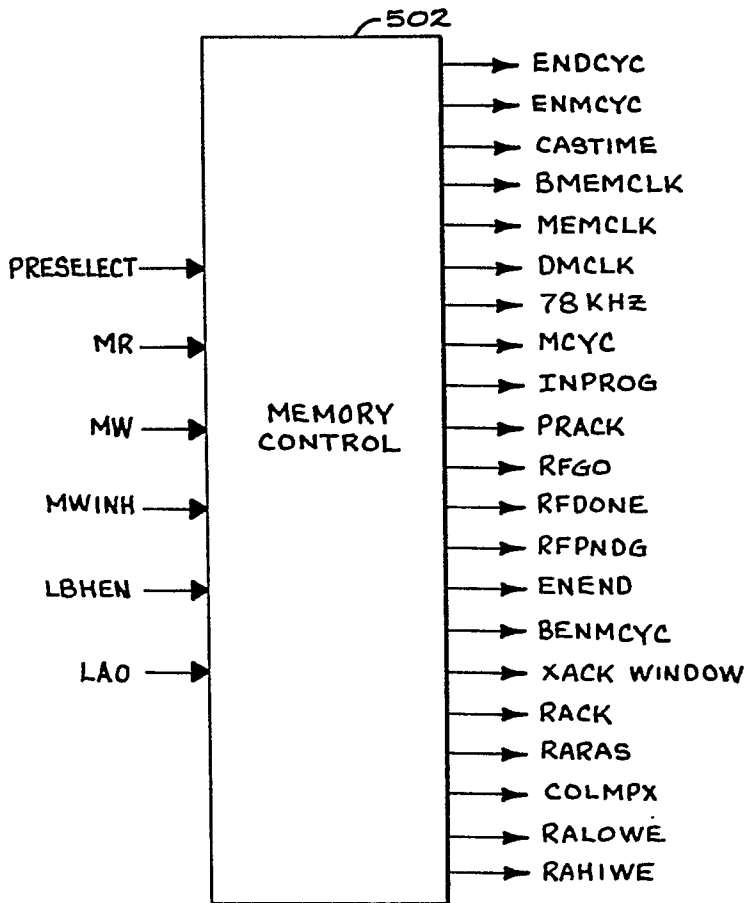 502
PRESELECT
MR
MW
MWINH
LBHEN
LAO
MEMORY
CONTROL
ENDCYC
ENMCYC
CASTIME
BMEMCLK
MEMCLK
DMCLK
78 KHZ
MCYC
INPROG
PRACK
RFGO
RFDONE
RFPNDG
ENEND
BENMCYC
XACK WINDOW
RACK
RARAS
COLMPX
RALOWE
RAHIWE